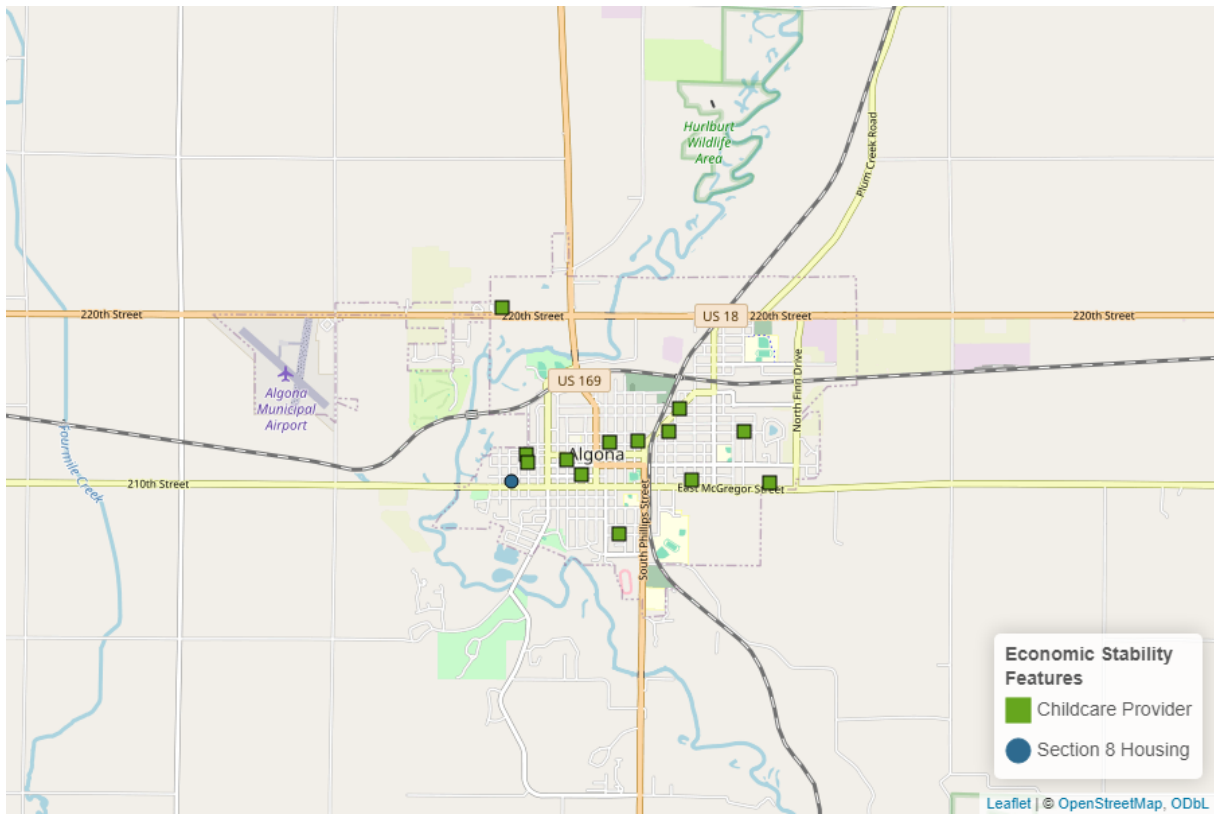 Hurlburt
Wildlife
Area
Plum Creek Road
220th Street
220th Street
US 18
220th Street
220th Street
Algona
Municipal
Airport
US 169
North Finn Drive
Fourmile Creek
Algona
210th Street
East McGregor Street
South Phillips Street
Economic Stability
Features
Childcare Provider
Section 8 Housing
Leaflet | © OpenStreetMap, ODbL